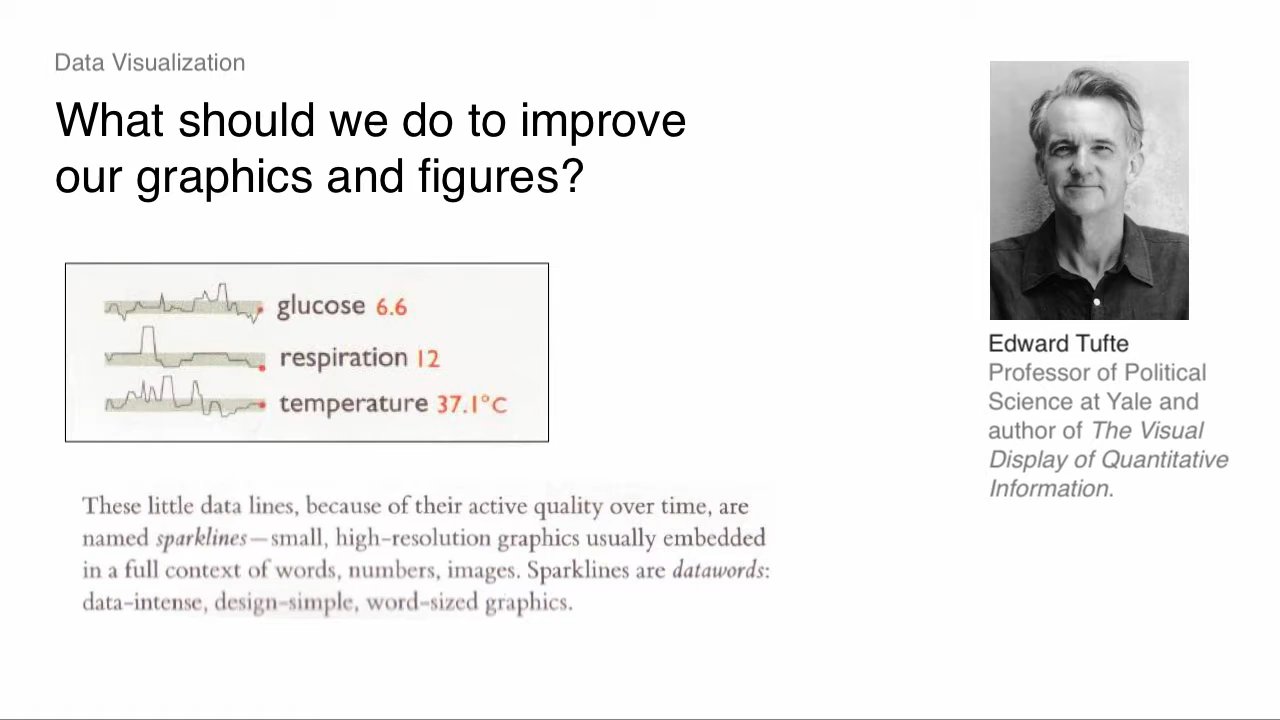 Data Visualization
What should we do to improve
our graphics and figures?
glucose 6.6
respiration 12
temperature 37.1°C
These little data lines, because of their active quality over time, are
named sparklines—small, high-resolution graphics usually embedded
in a full context of words, numbers, images. Sparklines are datawords:
data-intense, design-simple, word-sized graphics.
Edward Tufte
Professor of Political
Science at Yale and
author of The Visual
Display of Quantitative
Information.